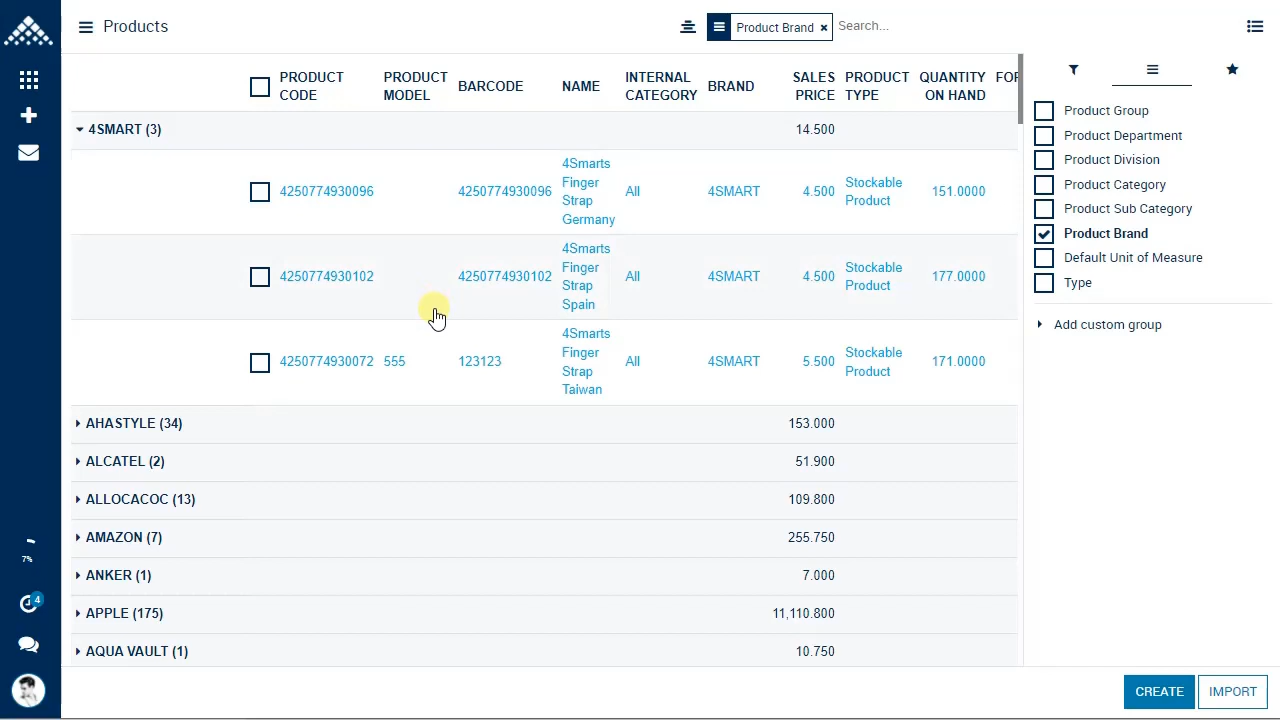 Products
Product Brand ×
Search...
PRODUCT CODE
PRODUCT MODEL
BARCODE
NAME
INTERNAL CATEGORY
BRAND
SALES PRICE
PRODUCT TYPE
QUANTITY ON HAND
FOR
4SMART (3) 14.500
4250774930096 4250774930096 4Smarts Finger Strap Germany All 4SMART 4.500 Stockable Product 151.0000
4250774930102 4250774930102 4Smarts Finger Strap Spain All 4SMART 4.500 Stockable Product 177.0000
4250774930072 555 123123 4Smarts Finger Strap Taiwan All 4SMART 5.500 Stockable Product 171.0000
AHASTYLE (34) 153.000
ALCATEL (2) 51.900
ALLOCACOC (13) 109.800
AMAZON (7) 255.750
ANKER (1) 7.000
APPLE (175) 11,110.800
AQUA VAULT (1) 10.750
Product Group
Product Department
Product Division
Product Category
Product Sub Category
Product Brand
Default Unit of Measure
Type
Add custom group
7%
4
CREATE
IMPORT